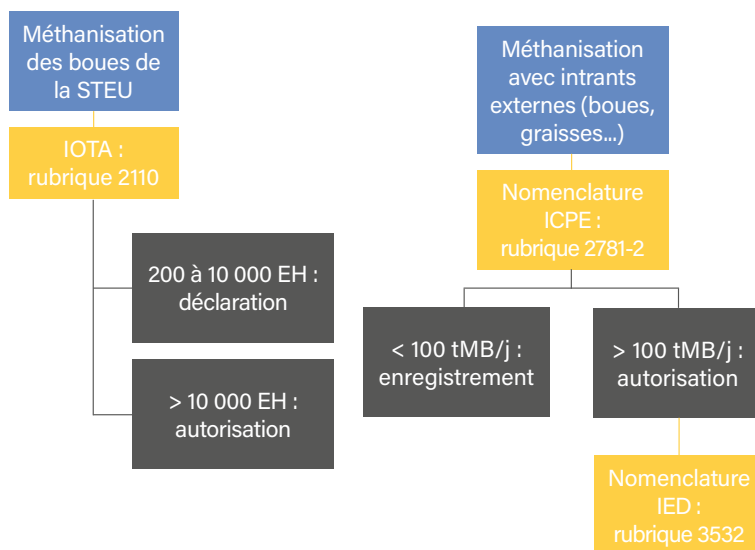 Méthanisation
des boues de
la STEU
IOTA :
rubrique 2110
200 à 10 000 EH :
déclaration
> 10 000 EH :
autorisation
Méthanisation
avec intrants
externes (boues,
graisses...)
Nomenclature
ICPE :
rubrique 2781-2
< 100 tMB/j :
enregistrement
> 100 tMB/j :
autorisation
Nomenclature
IED :
rubrique 3532